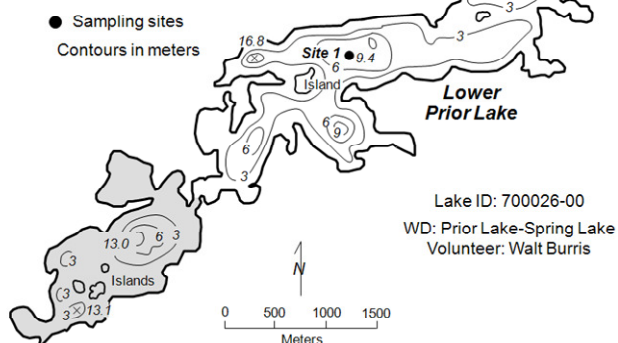 Sampling sites
Contours in meters
3
16.8
Site 1
9.4
3
6
Island
Lower
Prior Lake
6
9
6
3
Lake ID: 700026-00
WD: Prior Lake-Spring Lake
Volunteer: Walt Burris
13.0
6
3
3
Islands
3
3
13.1
N
0 500 1000 1500
Meters